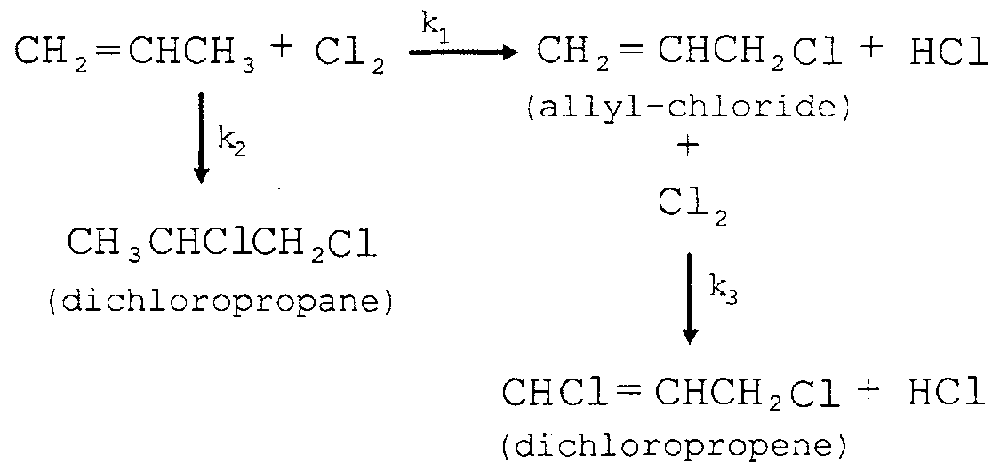 CH₂=CHCH₃ + Cl₂ k₁ CH₂=CHCH₂Cl + HCl
(allyl-chloride)
+
k₂
Cl₂
CH₃CHClCH₂Cl
(dichloropropane)
k₃
CHCl=CHCH₂Cl + HCl
(dichloropropene)